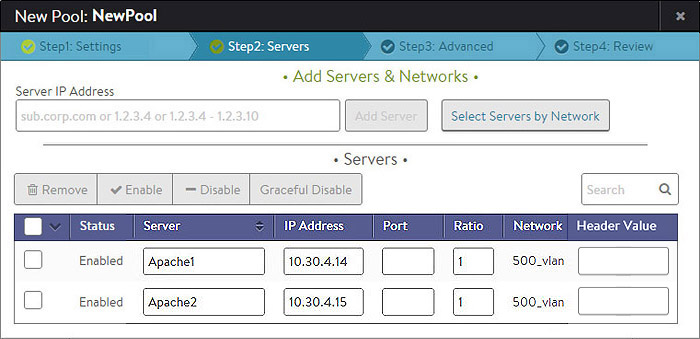 New Pool: NewPool
Step1: Settings Step2: Servers Step3: Advanced Step4: Review
• Add Servers & Networks •
Server IP Address
sub.corp.com or 1.2.3.4 or 1.2.3.4 - 1.2.3.10 Add Server Select Servers by Network
• Servers •
Remove Enable Disable Graceful Disable Search
Status Server IP Address Port Ratio Network Header Value
Enabled Apache1 10.30.4.14 1 500_vlan
Enabled Apache2 10.30.4.15 1 500_vlan